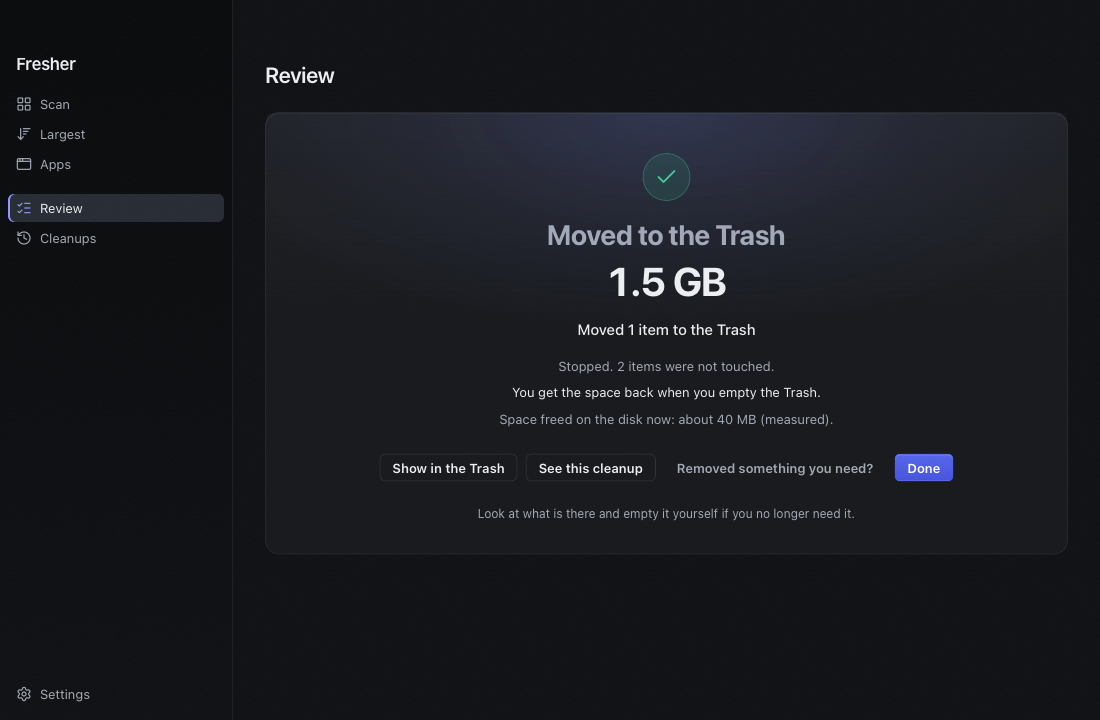 Fresher
Scan
Largest
Apps
Review
Cleanups
Settings
Review
Moved to the Trash
1.5 GB
Moved 1 item to the Trash
Stopped. 2 items were not touched.
You get the space back when you empty the Trash.
Space freed on the disk now: about 40 MB (measured).
Show in the Trash
See this cleanup
Removed something you need?
Done
Look at what is there and empty it yourself if you no longer need it.